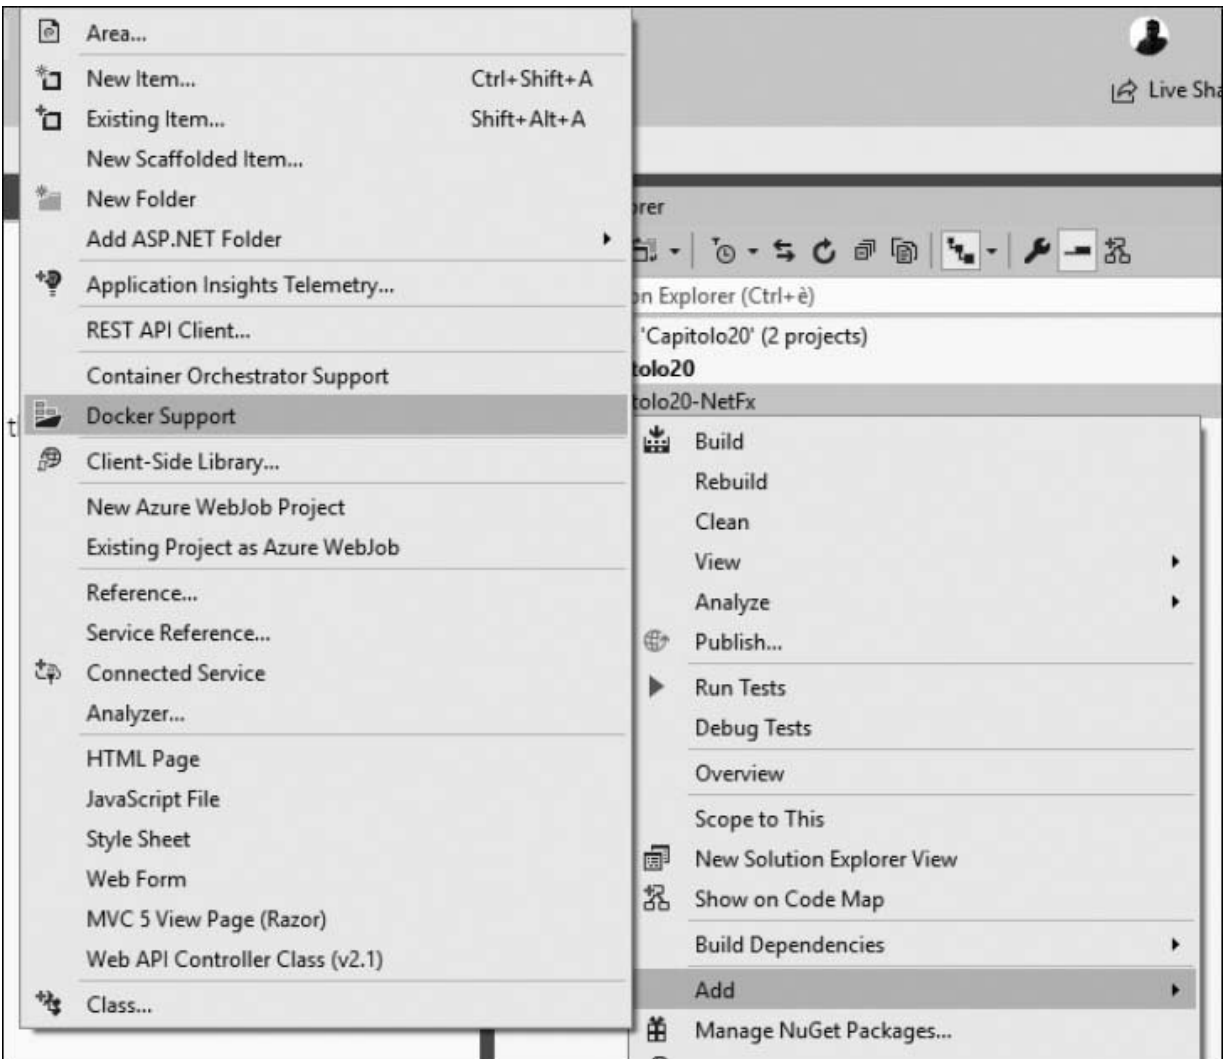 Area...
New Item... Ctrl+Shift+A
Existing Item... Shift+Alt+A
New Scaffolded Item...
New Folder
Add ASP.NET Folder
Application Insights Telemetry...
REST API Client...
Container Orchestrator Support
Docker Support
Client-Side Library...
New Azure WebJob Project
Existing Project as Azure WebJob
Reference...
Service Reference...
Connected Service
Analyzer...
HTML Page
JavaScript File
Style Sheet
Web Form
MVC 5 View Page (Razor)
Web API Controller Class (v2.1)
Class...
Live Sha
orer
on Explorer (Ctrl+è)
'Capitolo20' (2 projects)
tolo20
tolo20-NetFx
Build
Rebuild
Clean
View
Analyze
Publish...
Run Tests
Debug Tests
Overview
Scope to This
New Solution Explorer View
Show on Code Map
Build Dependencies
Add
Manage NuGet Packages...